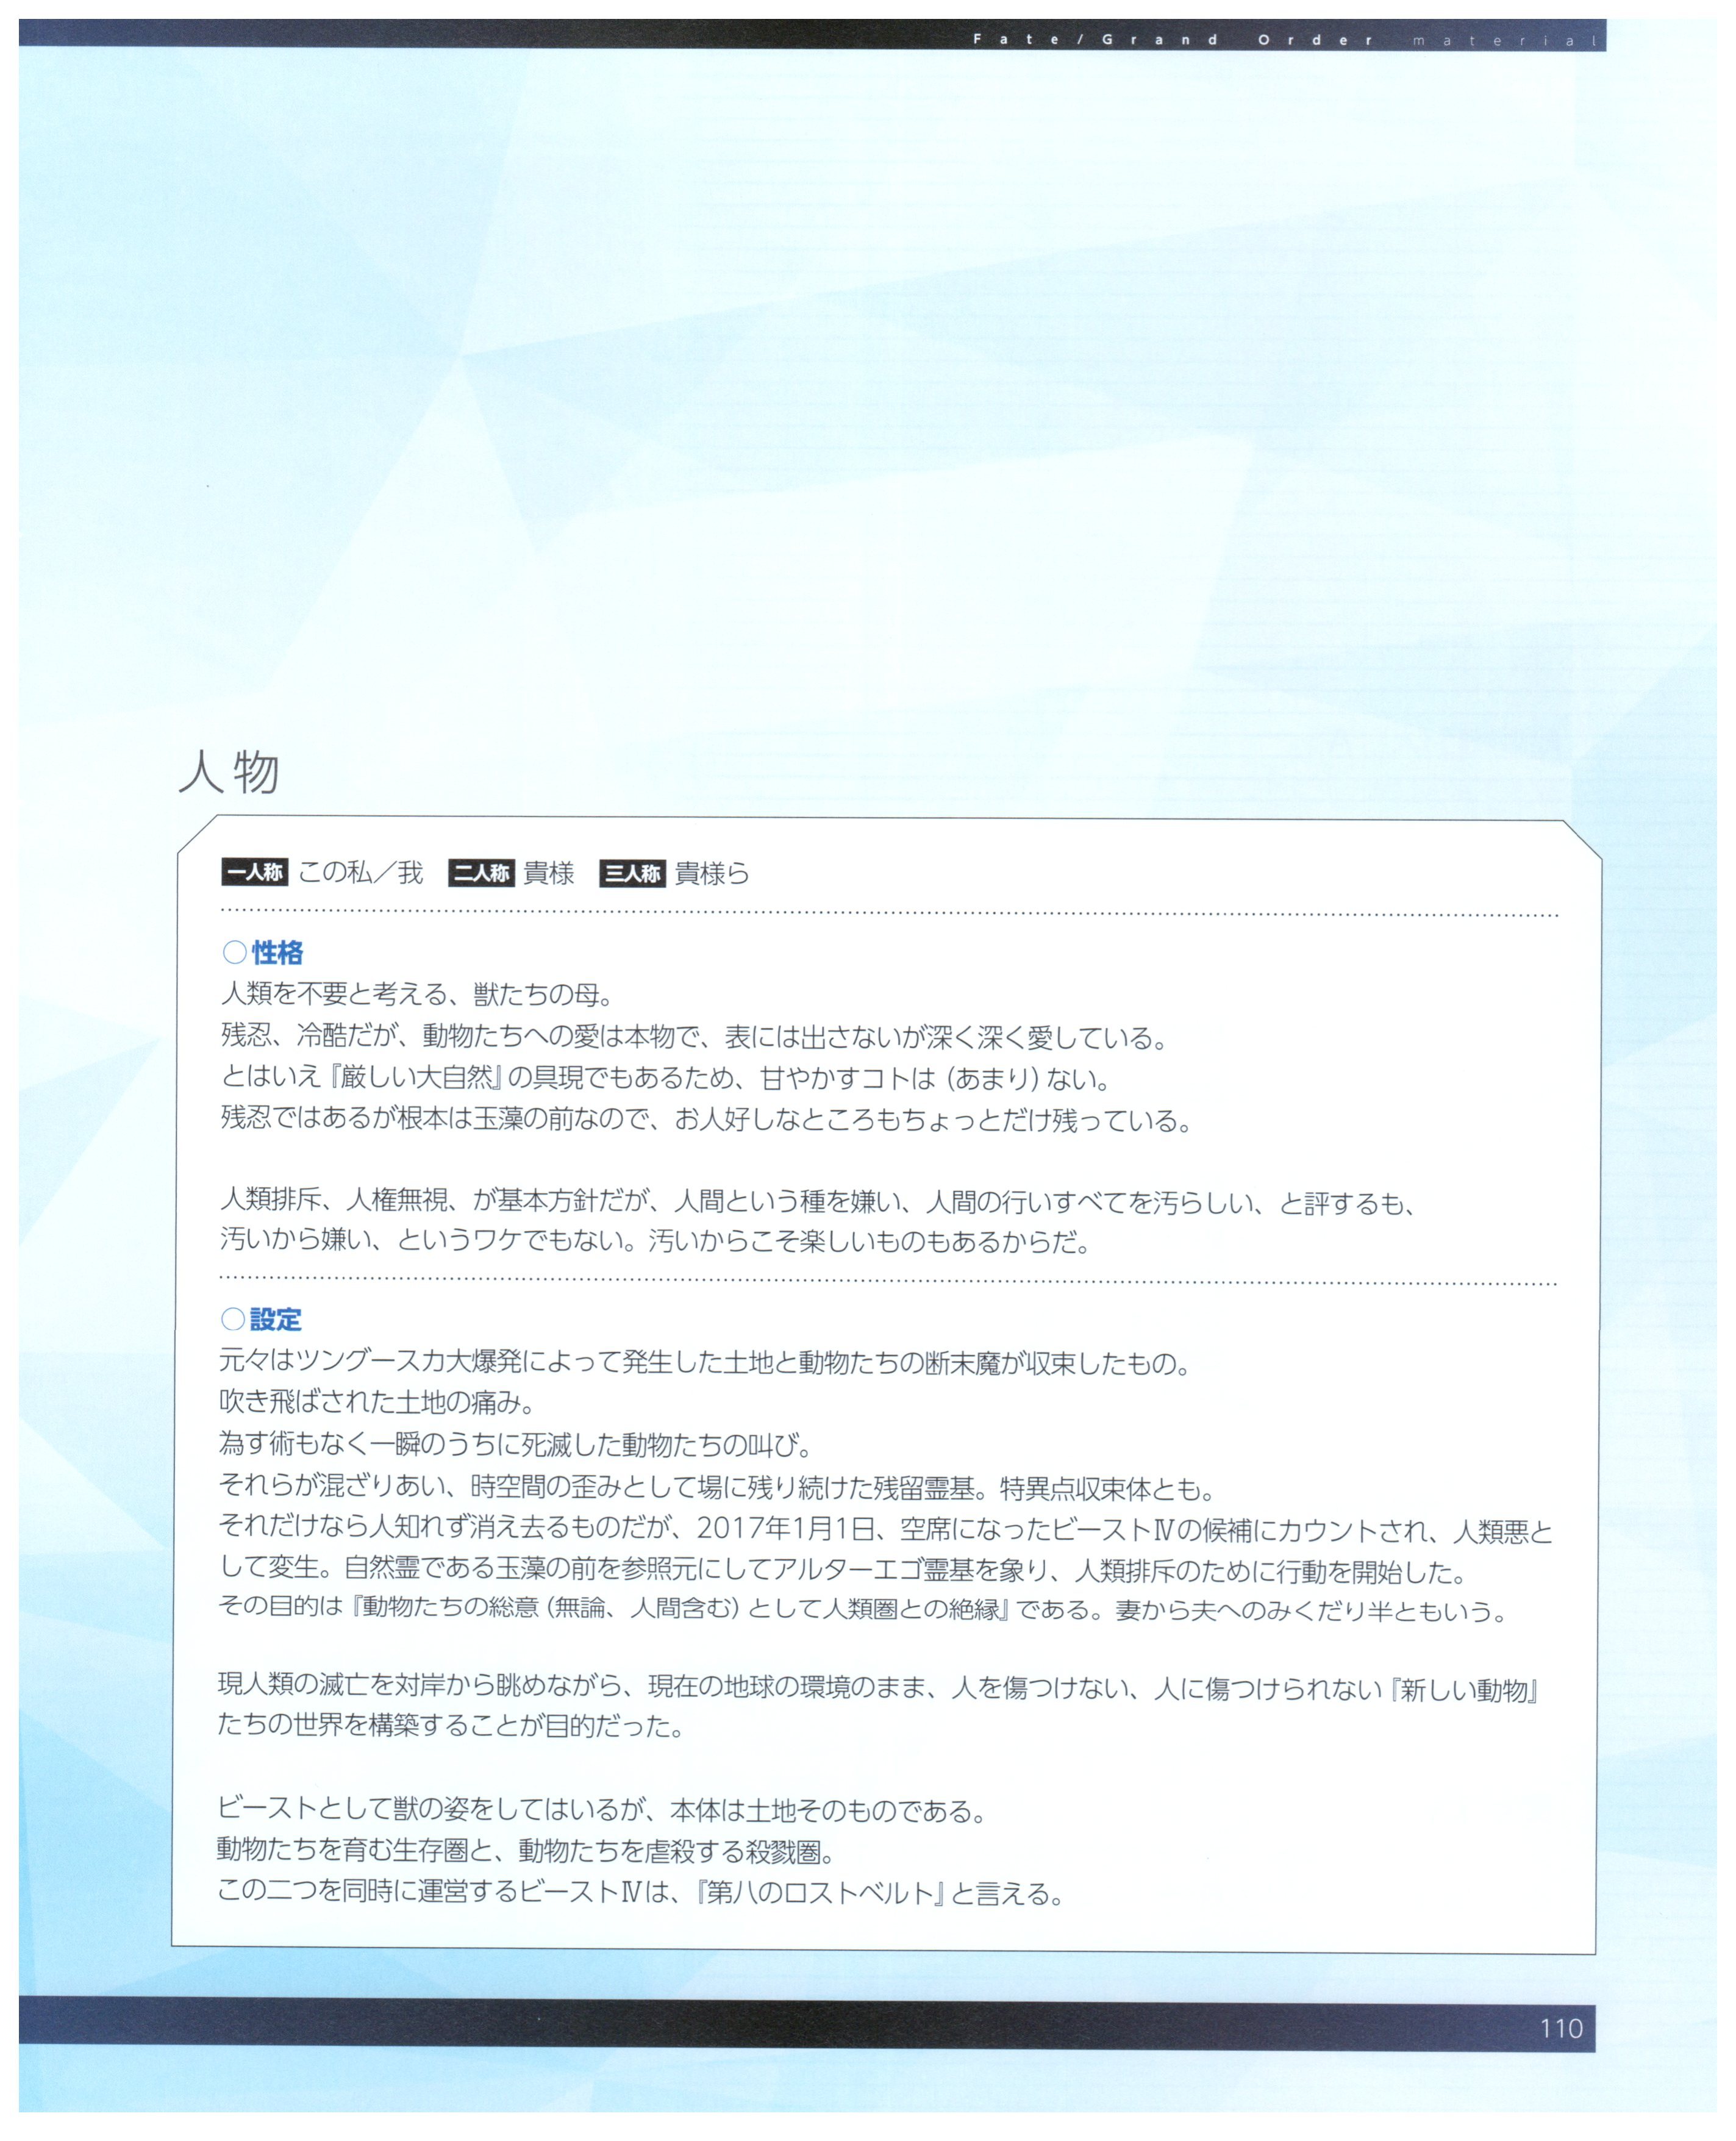 Fate/Grand Order material
人物
一人称 この私／我 二人称 貴様 三人称 貴様ら
○性格
人類を不要と考える、獣たちの母。
残忍、冷酷だが、動物たちへの愛は本物で、表には出さないが深く深く愛している。
とはいえ『厳しい大自然』の具現でもあるため、甘やかすコトは（あまり）ない。
残忍ではあるが根本は玉藻の前なので、お人好しなところもちょっとだけ残っている。
人類排斥、人権無視、が基本方針だが、人間という種を嫌い、人間の行いすべてを汚らしい、と評するも、
汚いから嫌い、というワケでもない。汚いからこそ楽しいものもあるからだ。
○設定
元々はツングースカ大爆発によって発生した土地と動物たちの断末魔が収束したもの。
吹き飛ばされた土地の痛み。
為す術もなく一瞬のうちに死滅した動物たちの叫び。
それらが混ざりあい、時空間の歪みとして場に残り続けた残留霊基。特異点収束体とも。
それだけなら人知れず消え去るものだが、2017年1月1日、空席になったビーストⅣの候補にカウントされ、人類悪と
して変生。自然霊である玉藻の前を参照元にしてアルターエゴ霊基を象り、人類排斥のために行動を開始した。
その目的は『動物たちの総意（無論、人間含む）として人類圏との絶縁』である。妻から夫へのみくだり半ともいう。
現人類の滅亡を対岸から眺めながら、現在の地球の環境のまま、人を傷つけない、人に傷つけられない『新しい動物』
たちの世界を構築することが目的だった。
ビーストとして獣の姿をしてはいるが、本体は土地そのものである。
動物たちを育む生存圏と、動物たちを虐殺する殺戮圏。
この二つを同時に運営するビーストⅣは、『第八のロストベルト』と言える。
110